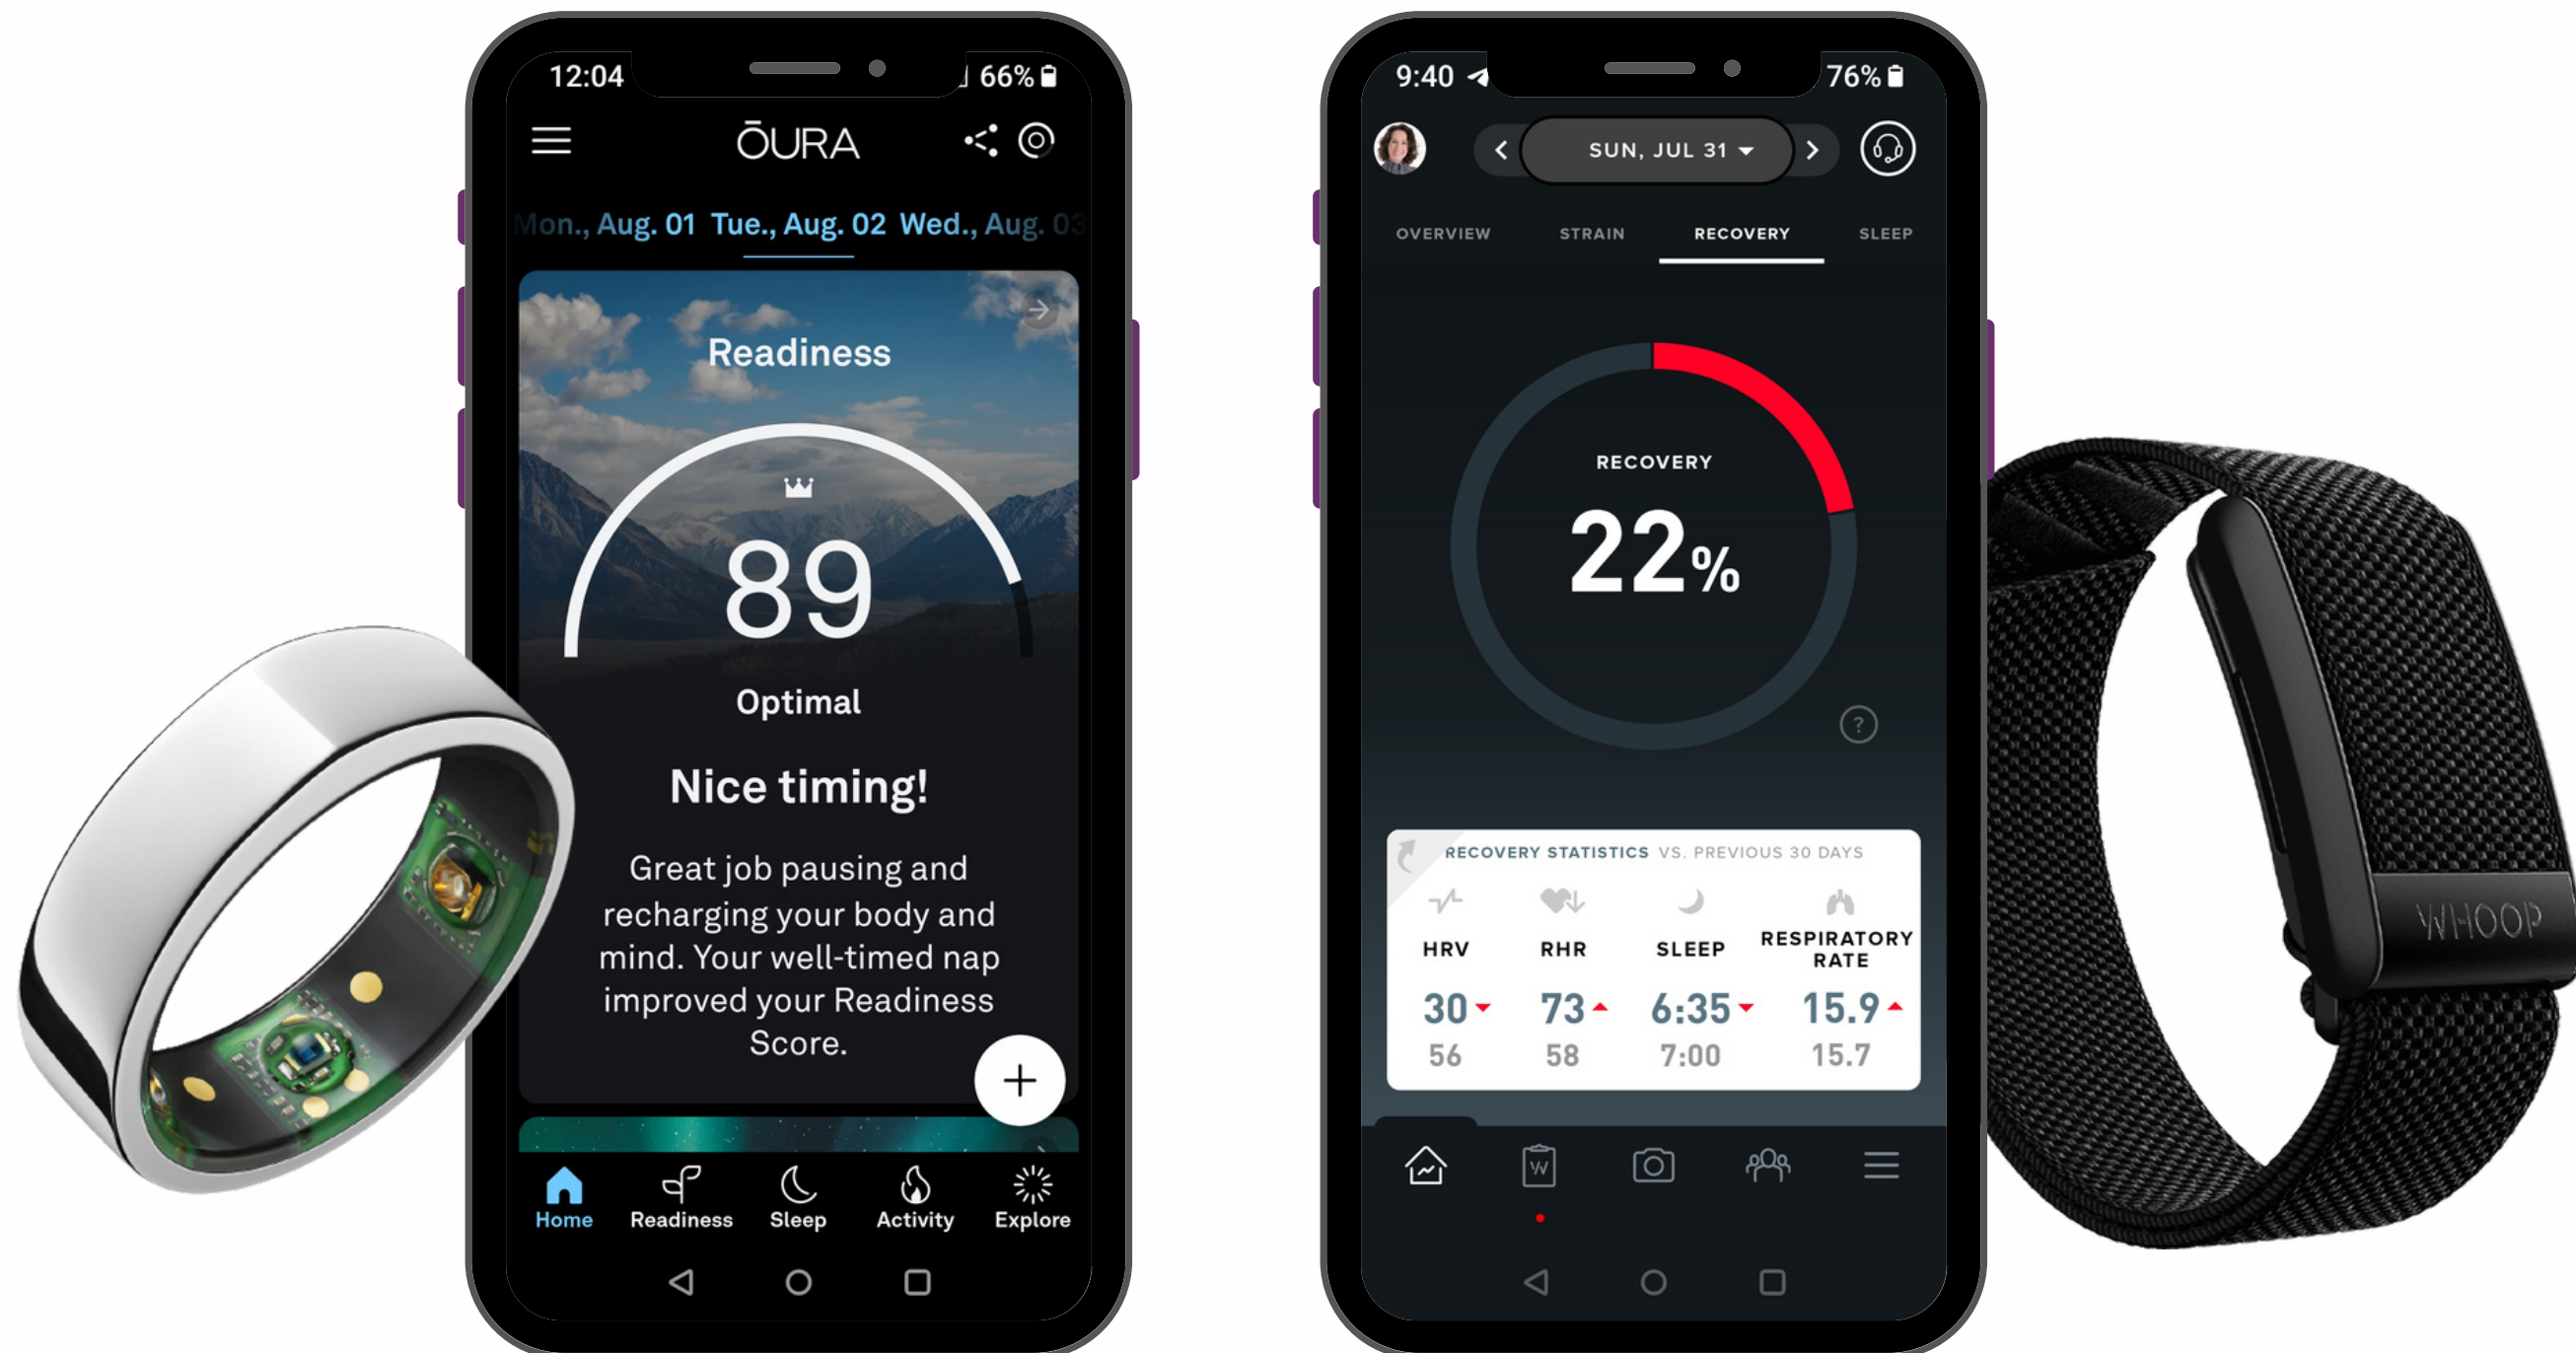 12:04
66%
ŌURA
Mon., Aug. 01 Tue., Aug. 02 Wed., Aug. 03
Readiness
89
Optimal
Nice timing!
Great job pausing and
recharging your body and
mind. Your well-timed nap
improved your Readiness
Score.
+
Home Readiness Sleep Activity Explore
9:40
76%
SUN, JUL 31
OVERVIEW STRAIN RECOVERY SLEEP
RECOVERY
22%
?
RECOVERY STATISTICS VS. PREVIOUS 30 DAYS
HRV RHR SLEEP RESPIRATORY
RATE
30 73 6:35 15.9
56 58 7:00 15.7
W
WHOOP